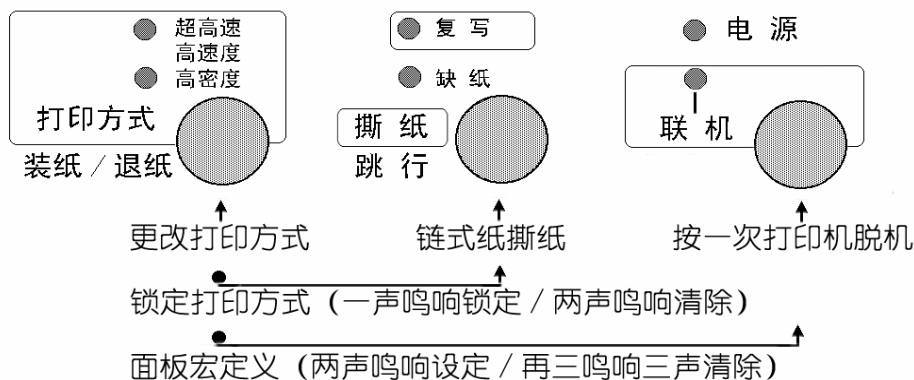 超高速
高速度
高密度
打印方式
装纸／退纸
复写
缺纸
撕纸
跳行
电源
联机
更改打印方式
链式纸撕纸
按一次打印机脱机
锁定打印方式（一声鸣响锁定／两声鸣响清除）
面板宏定义（两声鸣响设定／再三鸣响三声清除）